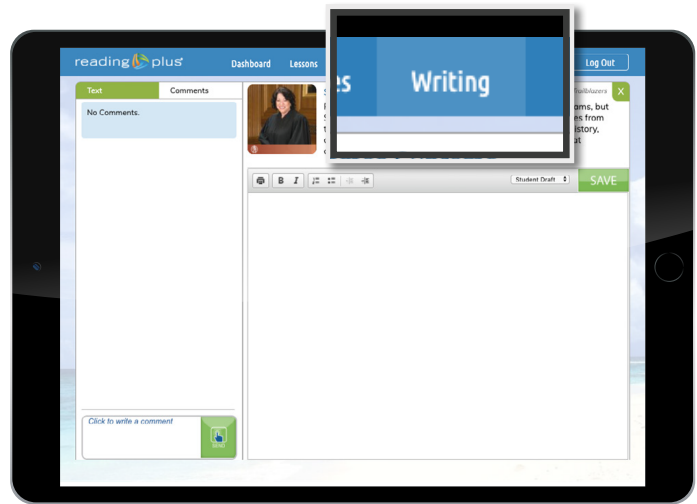 reading plus
Dashboard Lessons
es Writing
Log Out
Text Comments
No Comments.
Trailblazers X
ams, but
es from
istory,
at
B I
Student Draft
SAVE
Click to write a comment
SEND